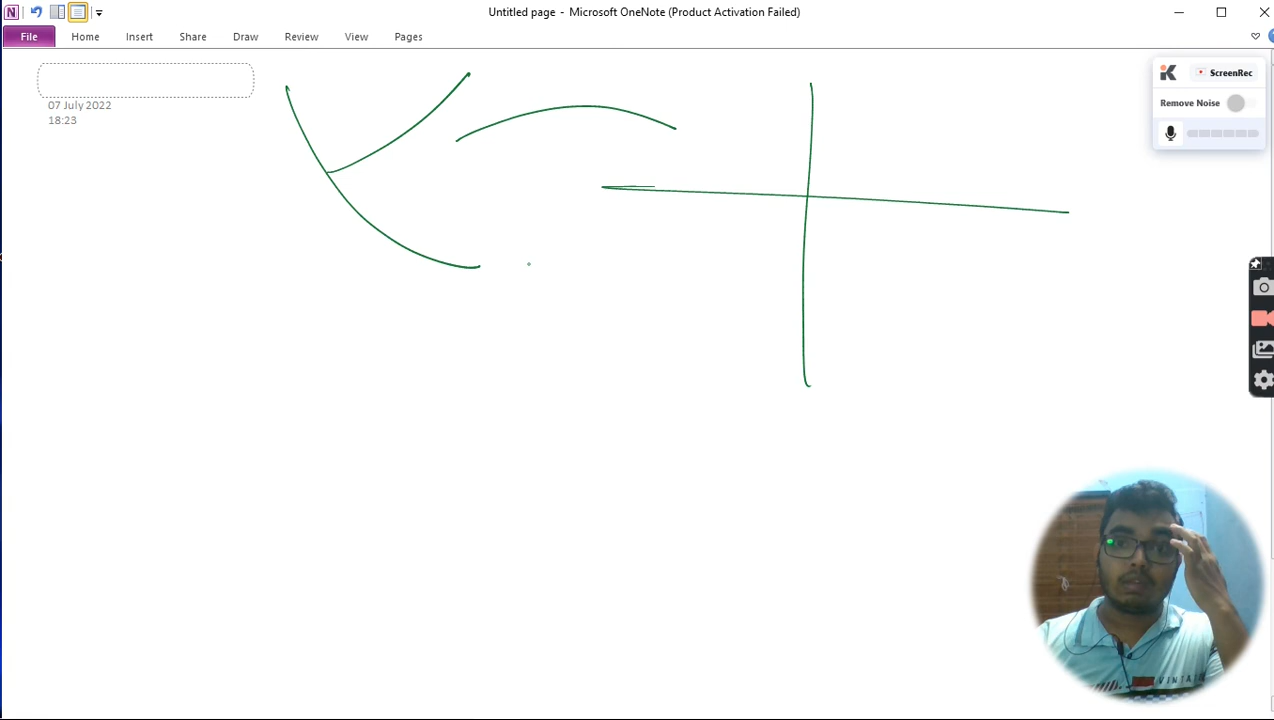 Untitled page - Microsoft OneNote (Product Activation Failed)
File Home Insert Share Draw Review View Pages
07 July 2022
18:23
ScreenRec
Remove Noise